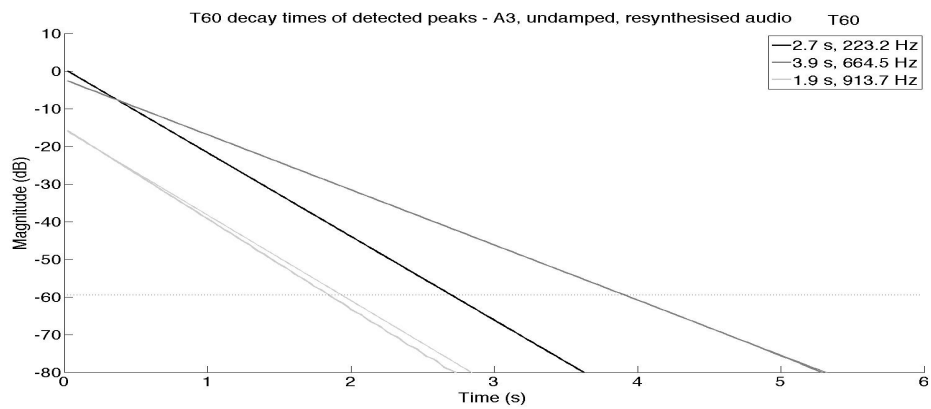 T60 decay times of detected peaks - A3, undamped, resynthesised audio
T60
2.7 s, 223.2 Hz
3.9 s, 664.5 Hz
1.9 s, 913.7 Hz
Magnitude (dB)
10
0
-10
-20
-30
-40
-50
-60
-70
-80
0 1 2 3 4 5 6
Time (s)